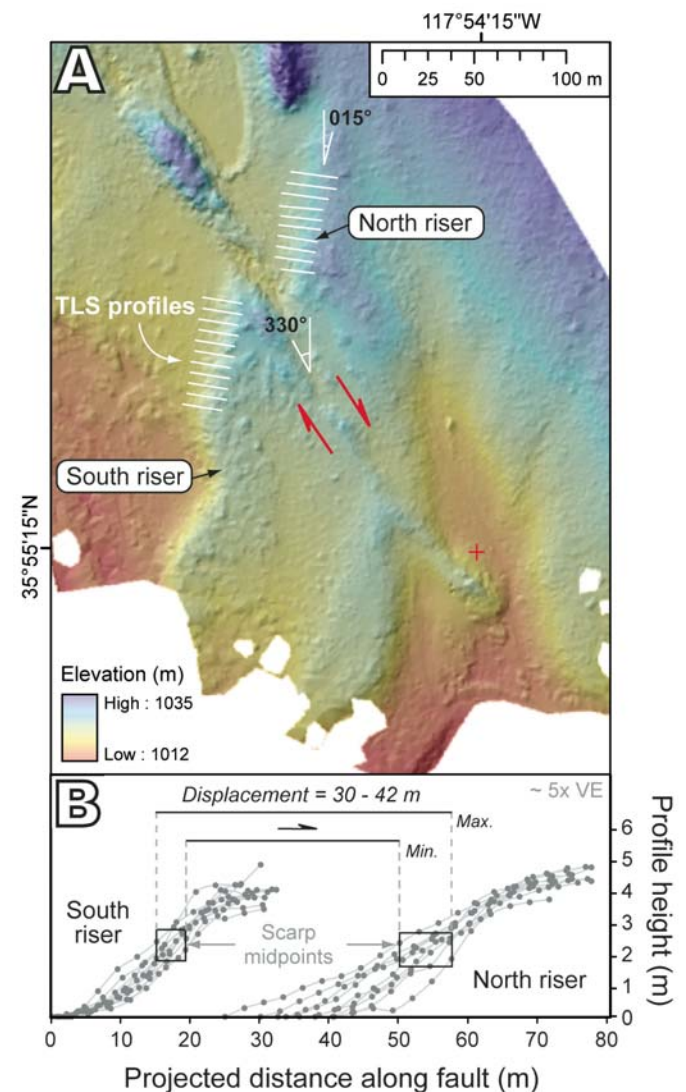 117°54'15"W
A
0 25 50 100 m
015°
North riser
TLS profiles
330°
South riser
35°55'15"N
Elevation (m)
High : 1035
Low : 1012
B
Displacement = 30 - 42 m
~ 5x VE
Max.
Min.
South
riser
Scarp
midpoints
North riser
6
5
4
3
2
1
0
Profile height (m)
0 10 20 30 40 50 60 70 80
Projected distance along fault (m)